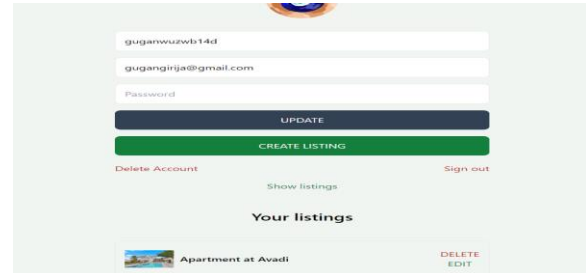 guganwuzwb14d
gugangirija@gmail.com
Password
UPDATE
CREATE LISTING
Delete Account Sign out
Show listings
Your listings
Apartment at Avadi DELETE
EDIT